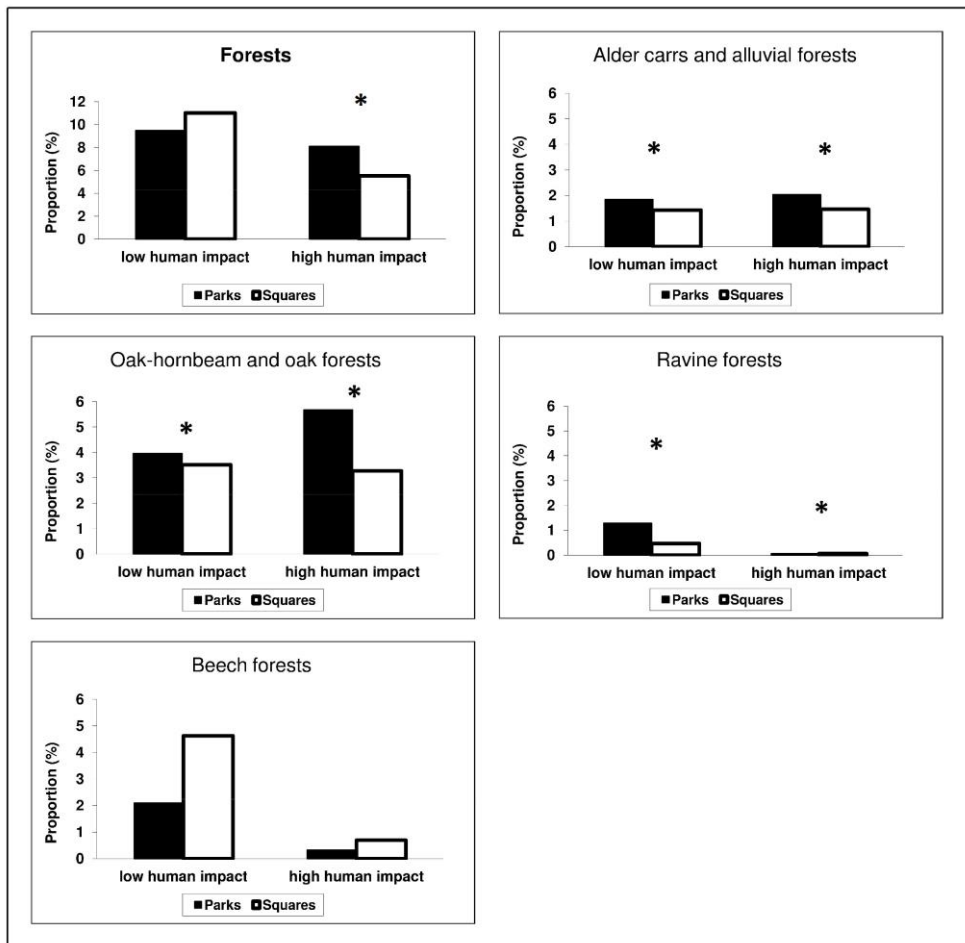 Forests
Proportion (%)
12
10
8
6
4
2
0
*
low human impact
high human impact
Parks
Squares
Alder carrs and alluvial forests
Proportion (%)
6
5
4
3
2
1
0
*
*
low human impact
high human impact
Parks
Squares
Oak-hornbeam and oak forests
Proportion (%)
6
5
4
3
2
1
0
*
*
low human impact
high human impact
Parks
Squares
Ravine forests
Proportion (%)
6
5
4
3
2
1
0
*
*
low human impact
high human impact
Parks
Squares
Beech forests
Proportion (%)
6
5
4
3
2
1
0
low human impact
high human impact
Parks
Squares